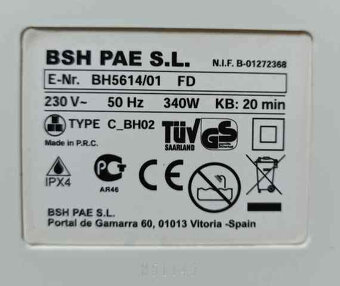 BSH PAE S.L.
N.I.F. B-01272368
E-Nr. BH5614/01 FD
230 V~ 50 Hz 340W KB: 20 min
TYPE C_BH02
TÜV SAARLAND
GS
Made in P.R.C.
IPX4
AR46
CE
BSH PAE S.L.
Portal de Gamarra 60, 01013 Vitoria -Spain